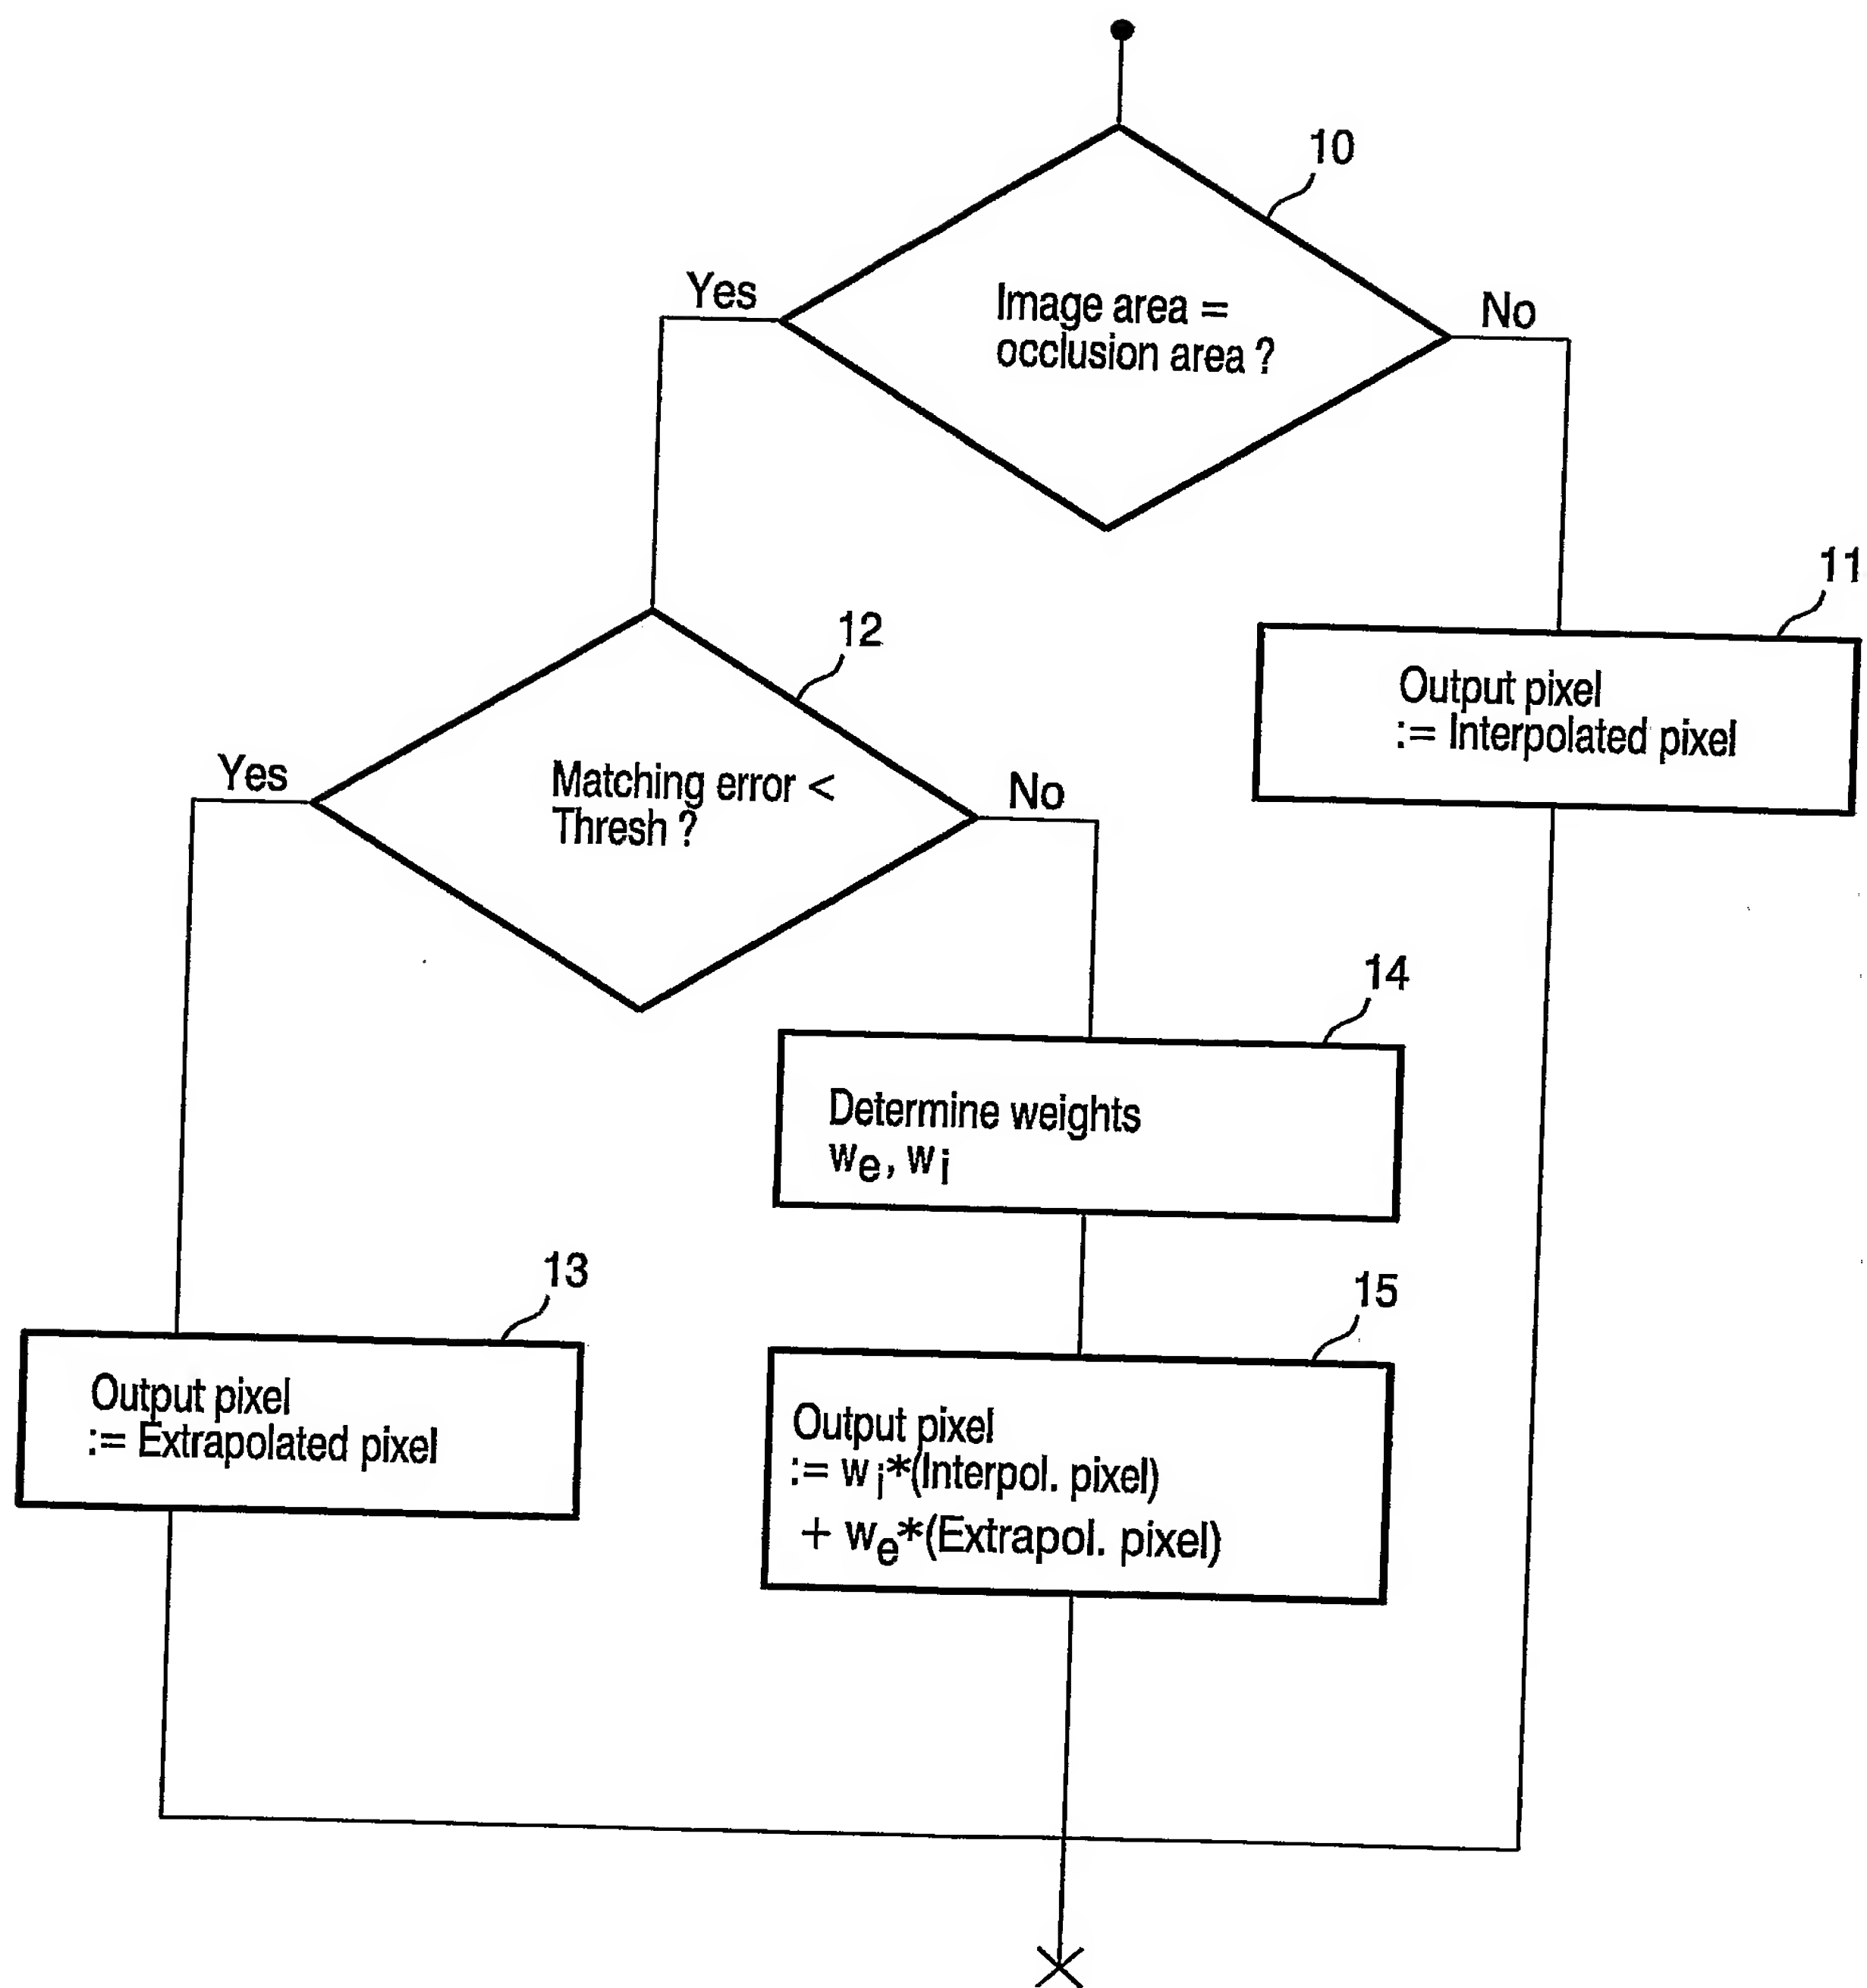 10
Yes
Image area =
occlusion area ?
No
11
Output pixel
:= Interpolated pixel
12
Yes
Matching error <
Thresh ?
No
14
Determine weights
we, wi
13
Output pixel
:= Extrapolated pixel
15
Output pixel
:= wi*(Interpol. pixel)
+ we*(Extrapol. pixel)